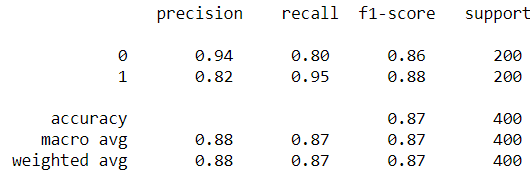 precision recall f1-score support
0 0.94 0.80 0.86 200
1 0.82 0.95 0.88 200
accuracy 0.87 400
macro avg 0.88 0.87 0.87 400
weighted avg 0.88 0.87 0.87 400